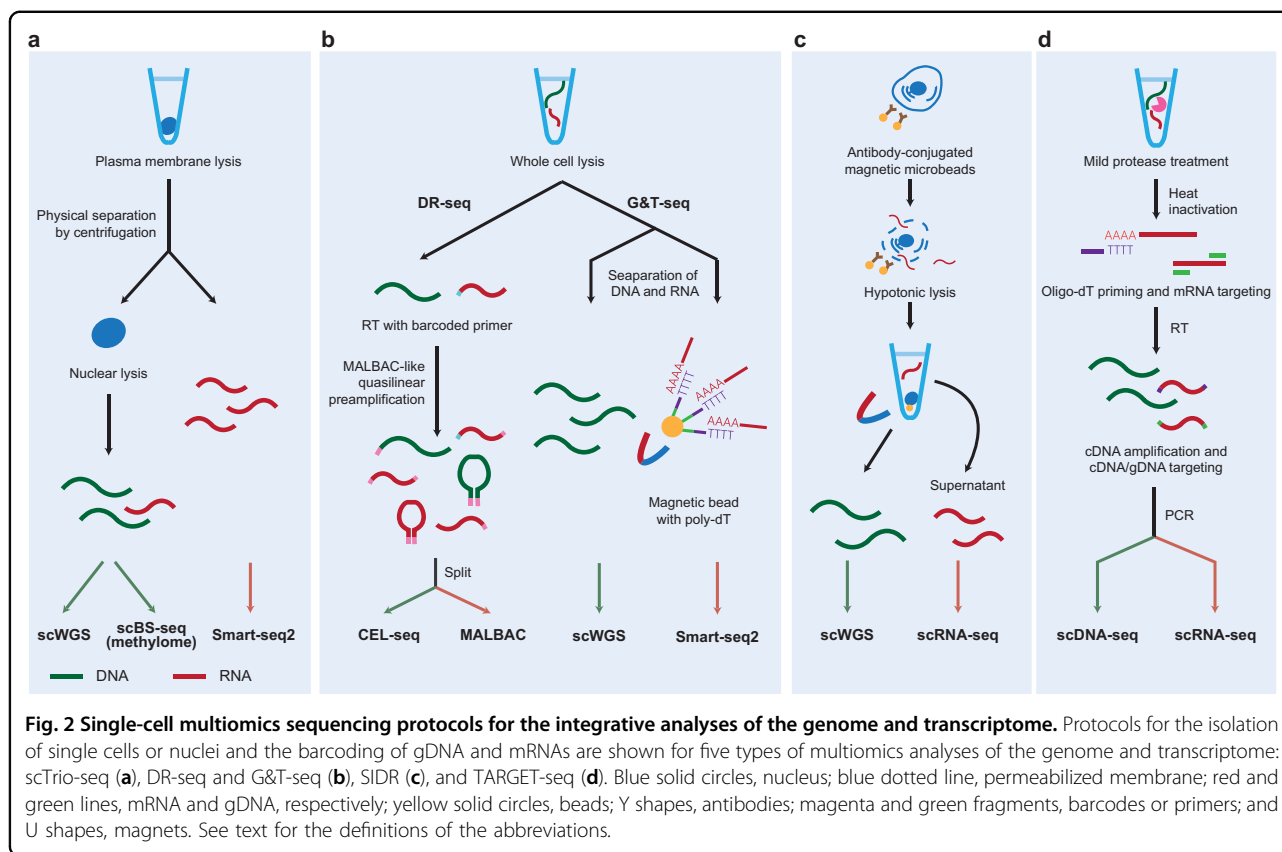 a
Plasma membrane lysis
Physical separation
by centrifugation
Nuclear lysis
scWGS
scBS-seq
(methylome)
Smart-seq2
DNA
RNA
b
Whole cell lysis
DR-seq
G&T-seq
RT with barcoded primer
MALBAC-like
quasilinear
preamplification
Split
CEL-seq
MALBAC
Seaparation of
DNA and RNA
AAAA
TTTT
AAAA
TTTT
AAAA
TTTT
Magnetic bead
with poly-dT
scWGS
Smart-seq2
c
Antibody-conjugated
magnetic microbeads
Hypotonic lysis
Supernatant
scWGS
scRNA-seq
d
Mild protease treatment
Heat
inactivation
AAAA
TTTT
Oligo-dT priming and mRNA targeting
RT
cDNA amplification and
cDNA/gDNA targeting
PCR
scDNA-seq
scRNA-seq
Fig. 2 Single-cell multiomics sequencing protocols for the integrative analyses of the genome and transcriptome. Protocols for the isolation
of single cells or nuclei and the barcoding of gDNA and mRNAs are shown for five types of multiomics analyses of the genome and transcriptome:
scTrio-seq (a), DR-seq and G&T-seq (b), SIDR (c), and TARGET-seq (d). Blue solid circles, nucleus; blue dotted line, permeabilized membrane; red and
green lines, mRNA and gDNA, respectively; yellow solid circles, beads; Y shapes, antibodies; magenta and green fragments, barcodes or primers; and
U shapes, magnets. See text for the definitions of the abbreviations.